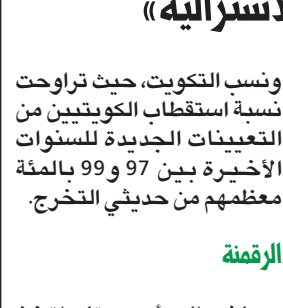 ونسب التكويت، حيث تراوحت
نسبة استقطاب الكويتيين من
التعيينات الجديدة للسنوات
الأخيرة بين 97 و99 بالمئة
معظمهم من حديثي التخرج.
الرقمنة